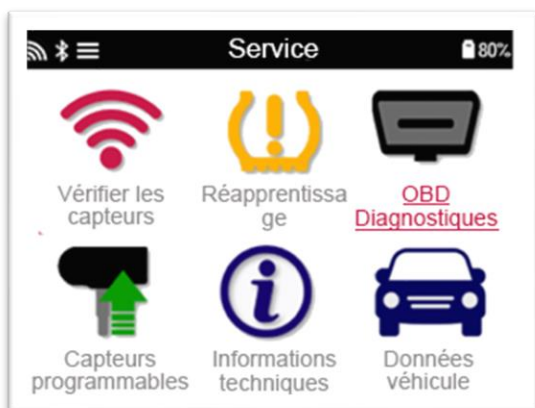 Service
80%
Vérifier les
capteurs
Réapprentissa
ge
OBD
Diagnostiques
Capteurs
programmables
Informations
techniques
Données
véhicule